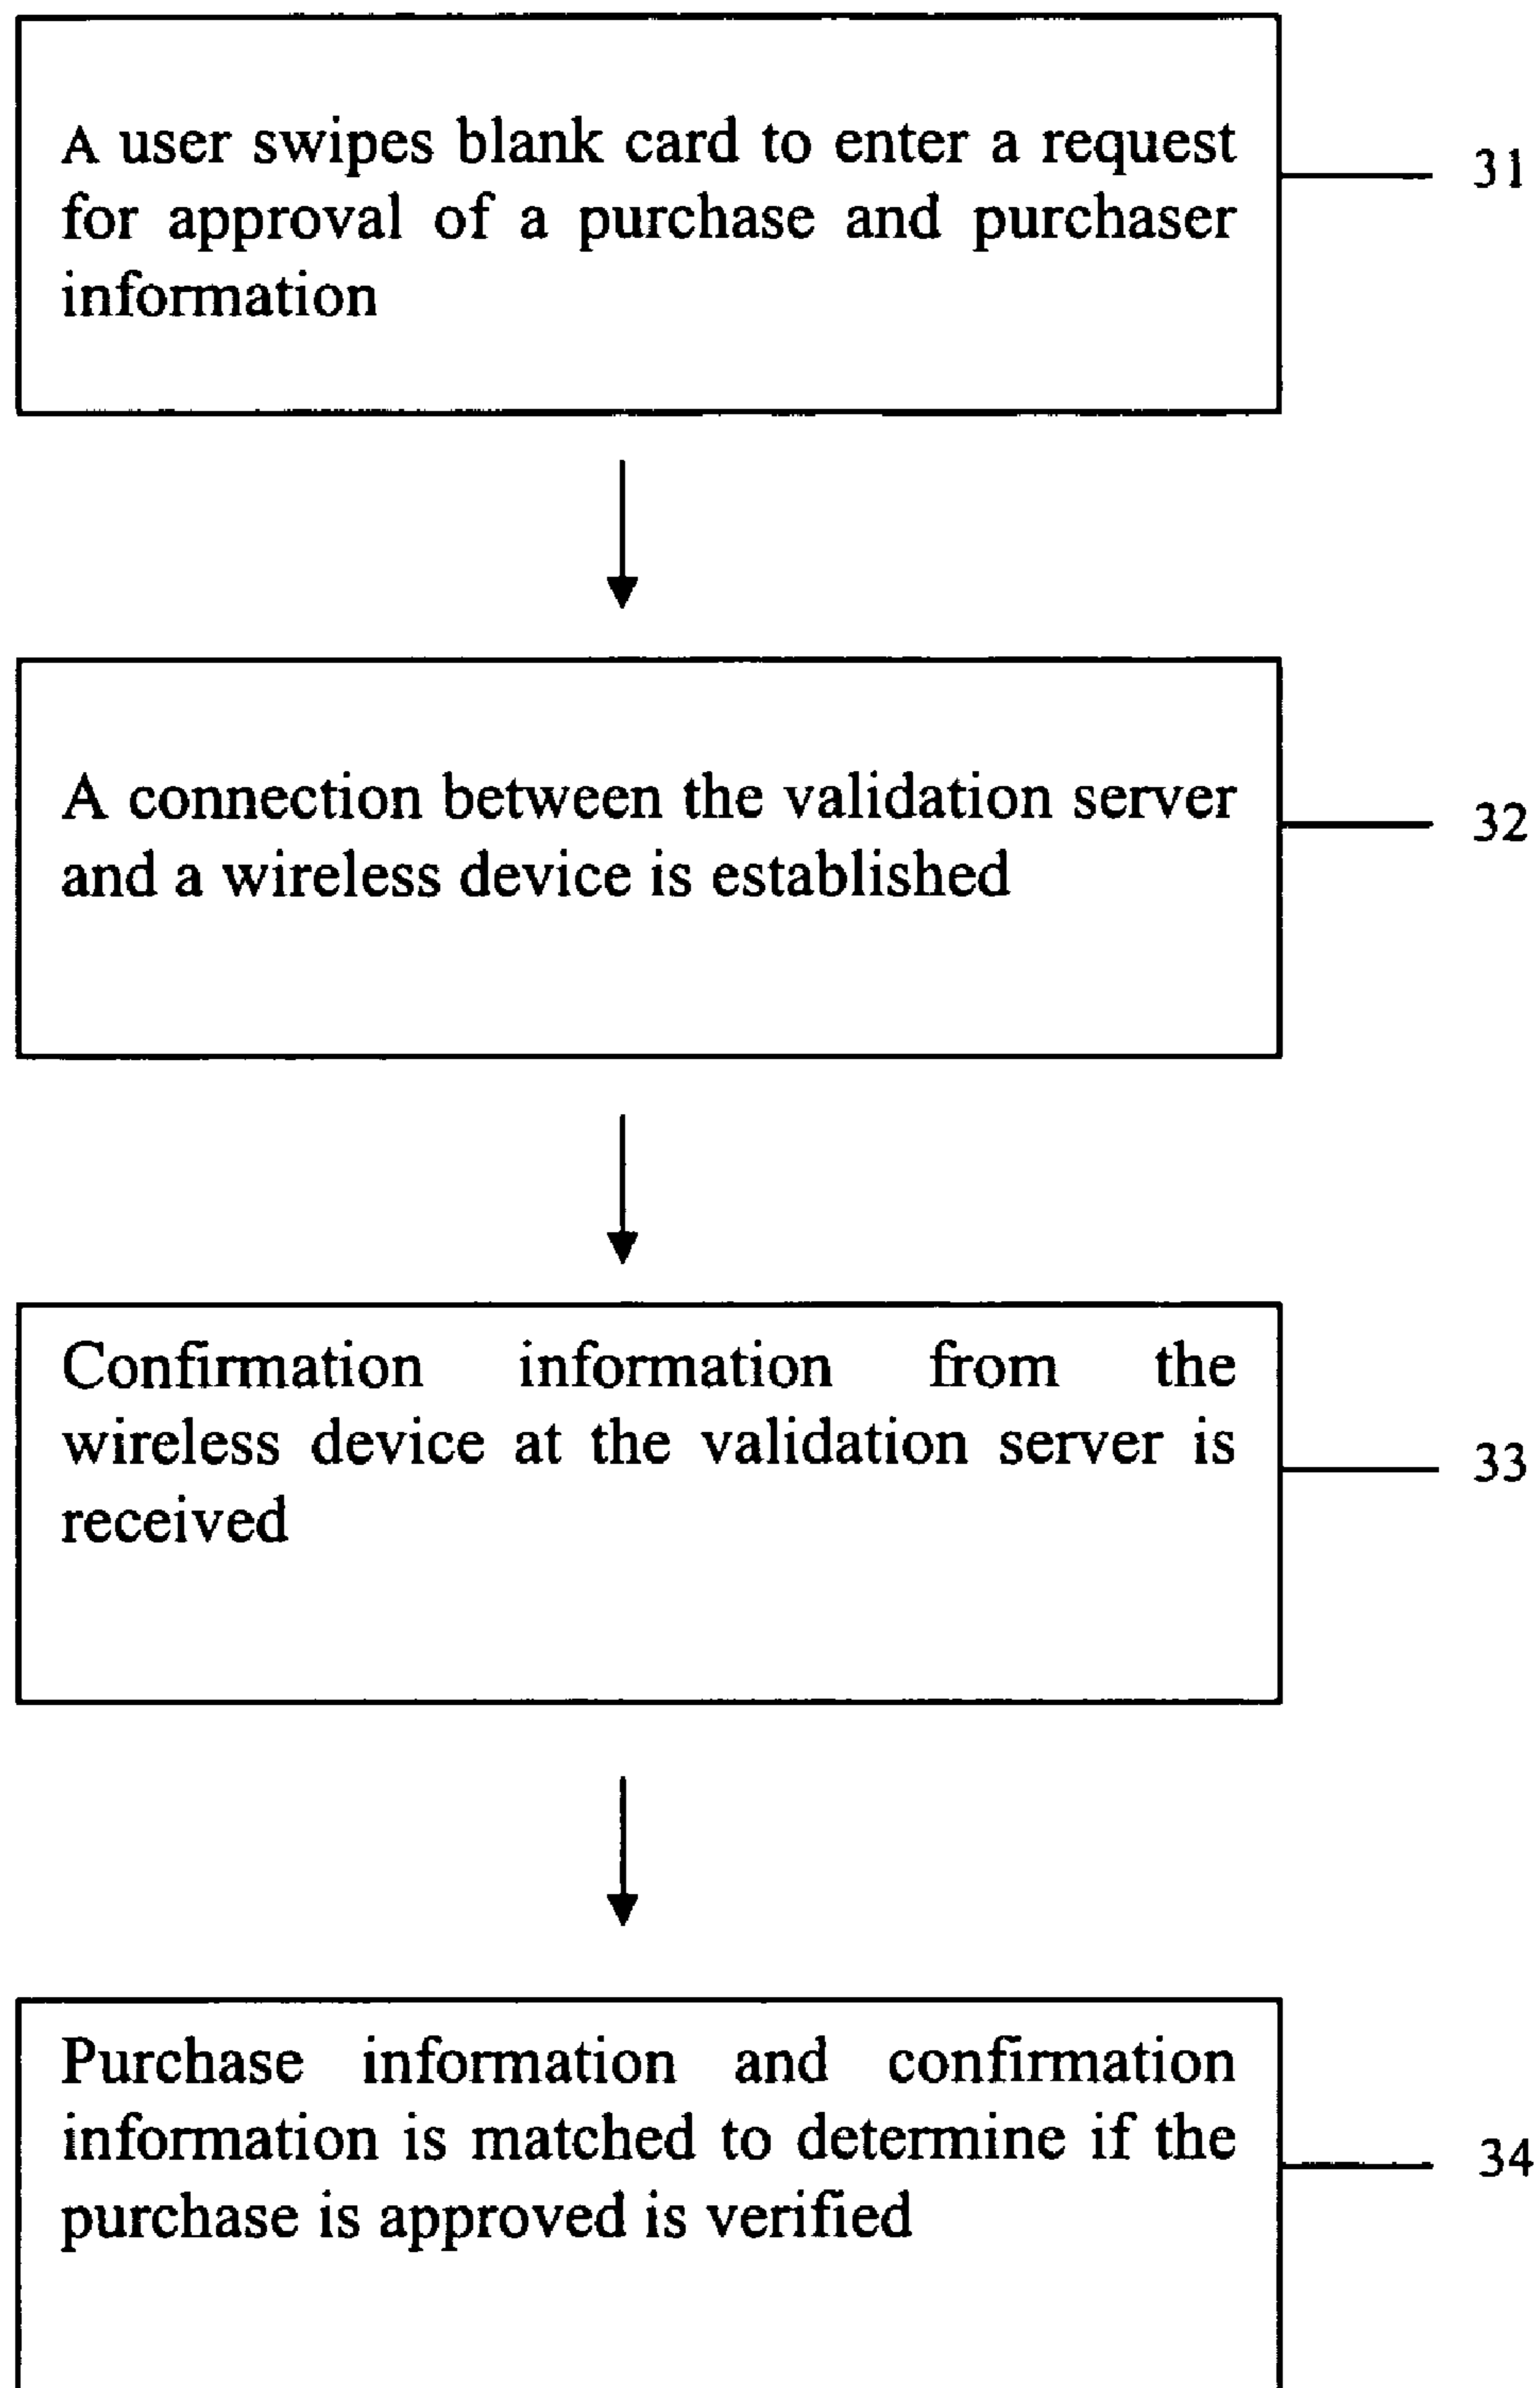 A user swipes blank card to enter a request
for approval of a purchase and purchaser
information
31
A connection between the validation server
and a wireless device is established
32
Confirmation information from the
wireless device at the validation server is
received
33
Purchase information and confirmation
information is matched to determine if the
purchase is approved is verified
34